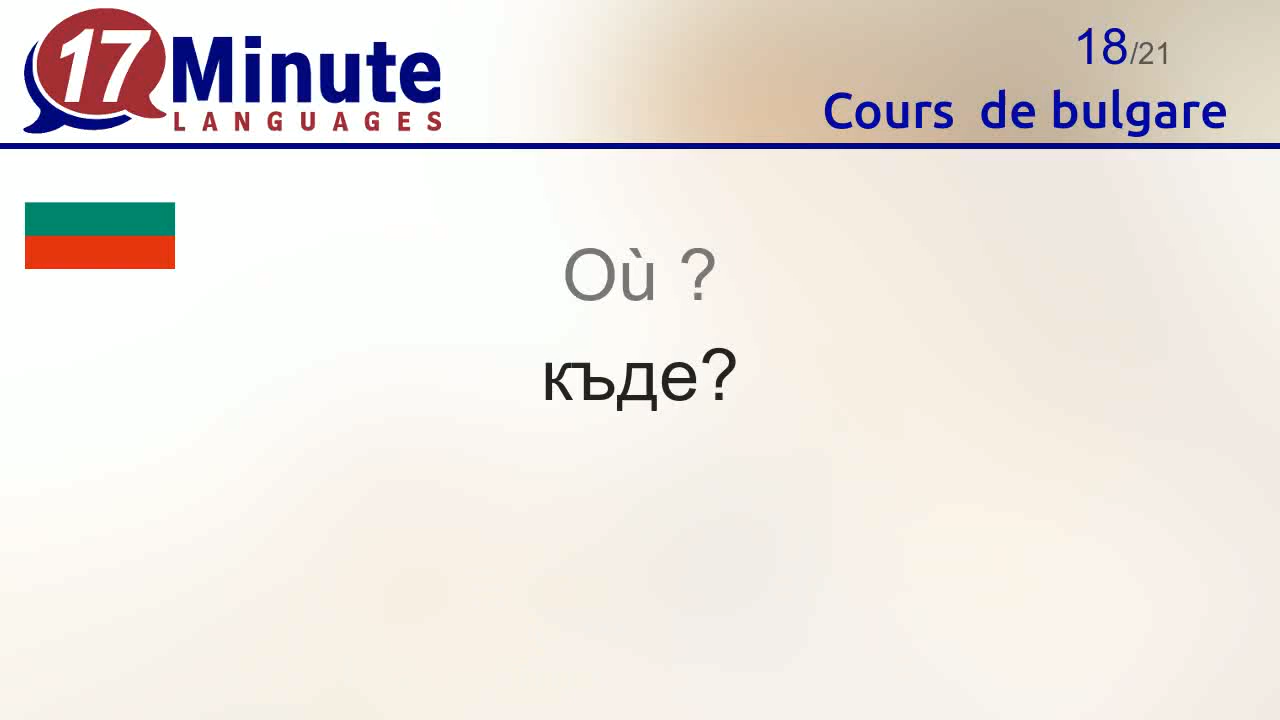 17 Minute
LANGUAGES
18/21
Cours de bulgare
Où ?
къде?